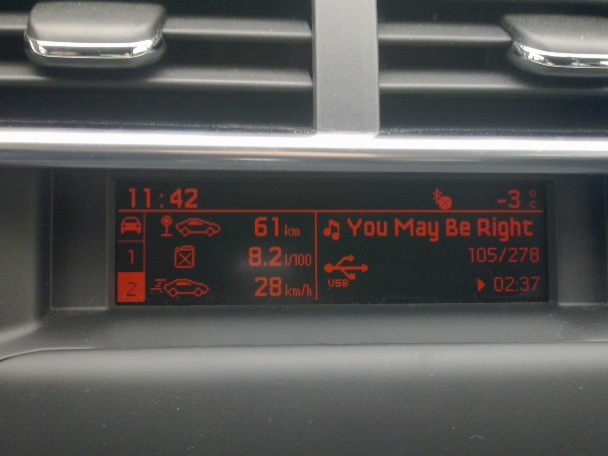 11:42 -3 °C
61 km
1 8.2 l/100
2 28 km/h
You May Be Right
105/278
USB 02:37